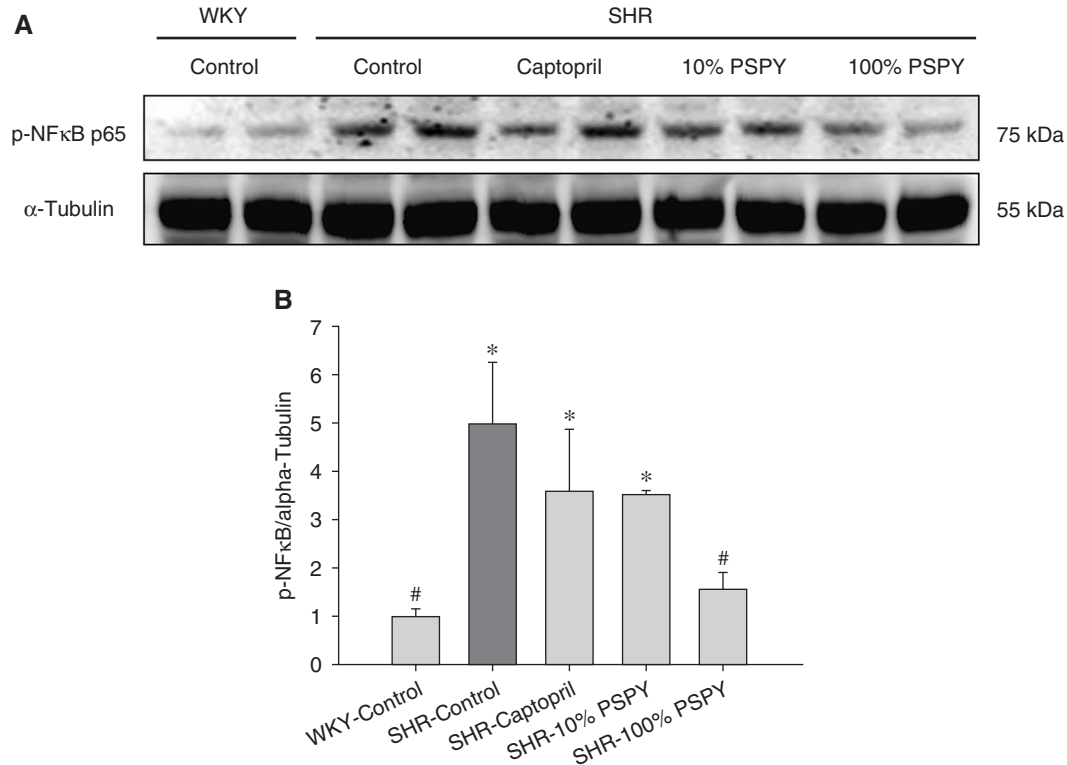 A
WKY SHR
Control Control Captopril 10% PSPY 100% PSPY
p-NFκB p65 75 kDa
α-Tubulin 55 kDa
B
7
6
5
4
3
2
1
0
p-NFκB/alpha-Tubulin
*
*
*
#
#
WKY-Control
SHR-Control
SHR-Captopril
SHR-10% PSPY
SHR-100% PSPY